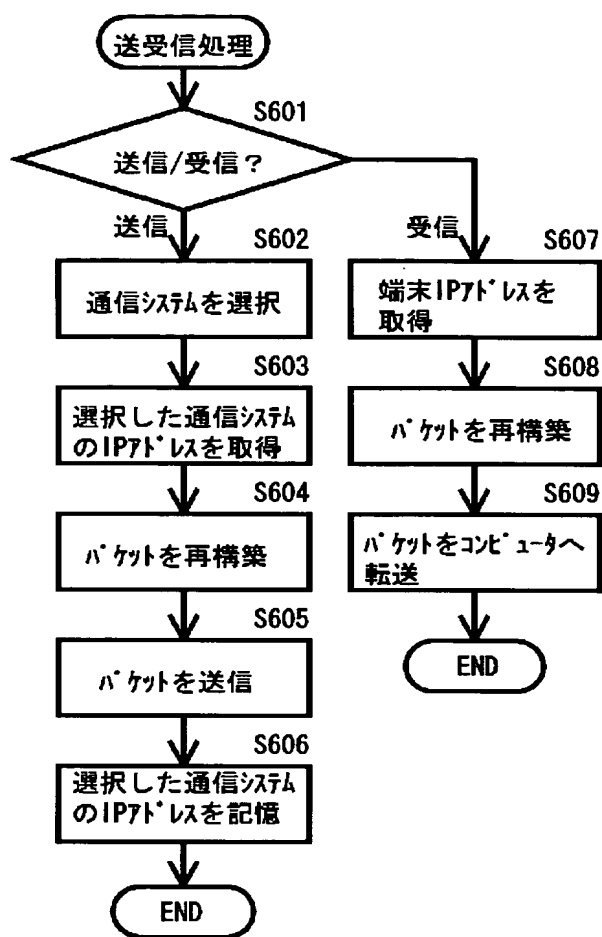 送受信処理
S601
送信/受信？
送信
S602
通信ｼｽﾃﾑを選択
S603
選択した通信ｼｽﾃﾑ
のIPｱﾄﾞﾚｽを取得
S604
ﾊﾟｹｯﾄを再構築
S605
ﾊﾟｹｯﾄを送信
S606
選択した通信ｼｽﾃﾑ
のIPｱﾄﾞﾚｽを記憶
END
受信
S607
端末IPｱﾄﾞﾚｽを
取得
S608
ﾊﾟｹｯﾄを再構築
S609
ﾊﾟｹｯﾄをｺﾝﾋﾟｭｰﾀへ
転送
END